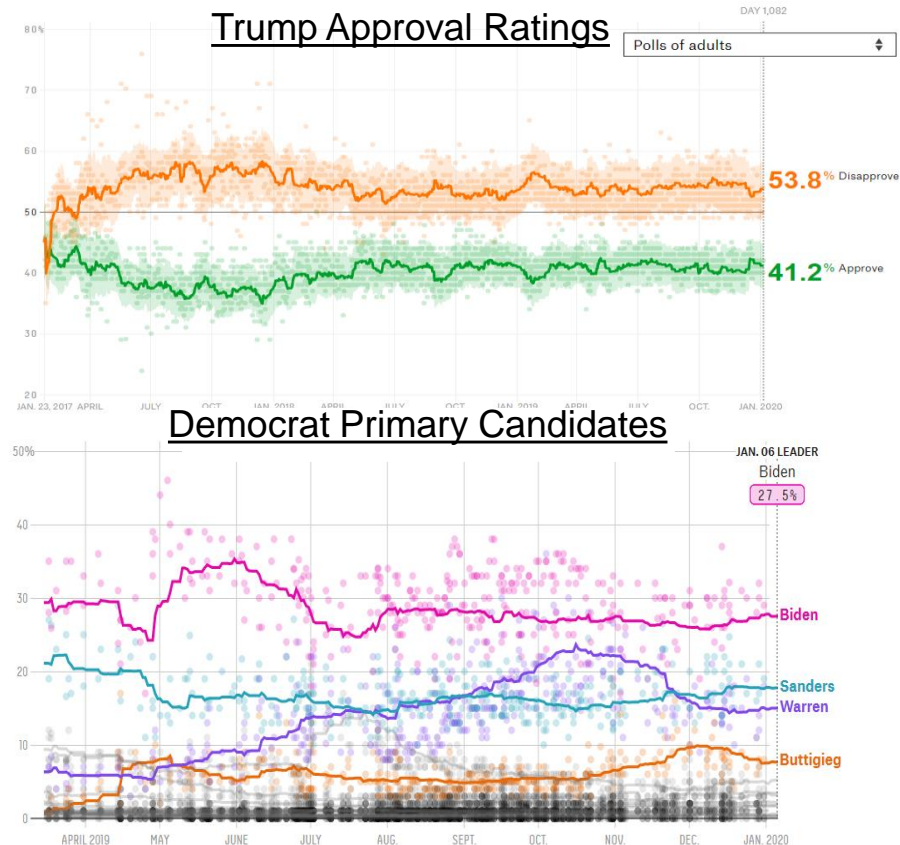 DAY 1,082
Trump Approval Ratings
Polls of adults
80%
70
60
50
40
30
20
53.8% Disapprove
41.2% Approve
JAN. 23, 2017 APRIL JULY OCT. JAN. 2018 APRIL JULY OCT. JAN. 2019 APRIL JULY OCT. JAN. 2020
Democrat Primary Candidates
50%
JAN. 06 LEADER
Biden
27.5%
40
30
20
10
0
Biden
Sanders
Warren
Buttigieg
APRIL 2019 MAY JUNE JULY AUG. SEPT. OCT. NOV. DEC. JAN. 2020